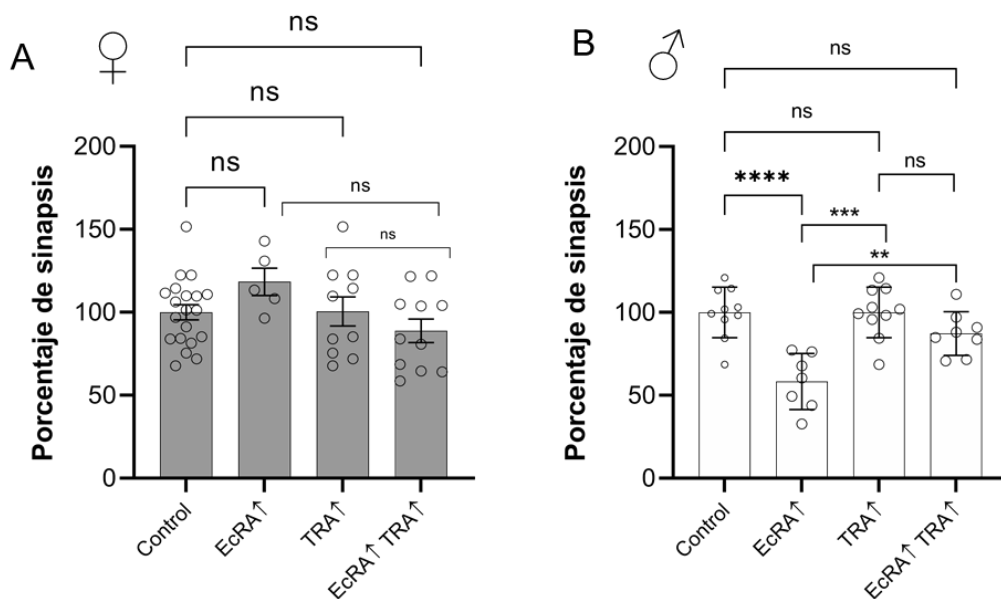 A
♀
ns
ns
ns
ns
ns
Porcentaje de sinapsis
200
150
100
50
0
Control
EcRA↑
TRA↑
EcRA↑ TRA↑
B
♂
ns
ns
ns
****
***
**
Porcentaje de sinapsis
200
150
100
50
0
Control
EcRA↑
TRA↑
EcRA↑ TRA↑